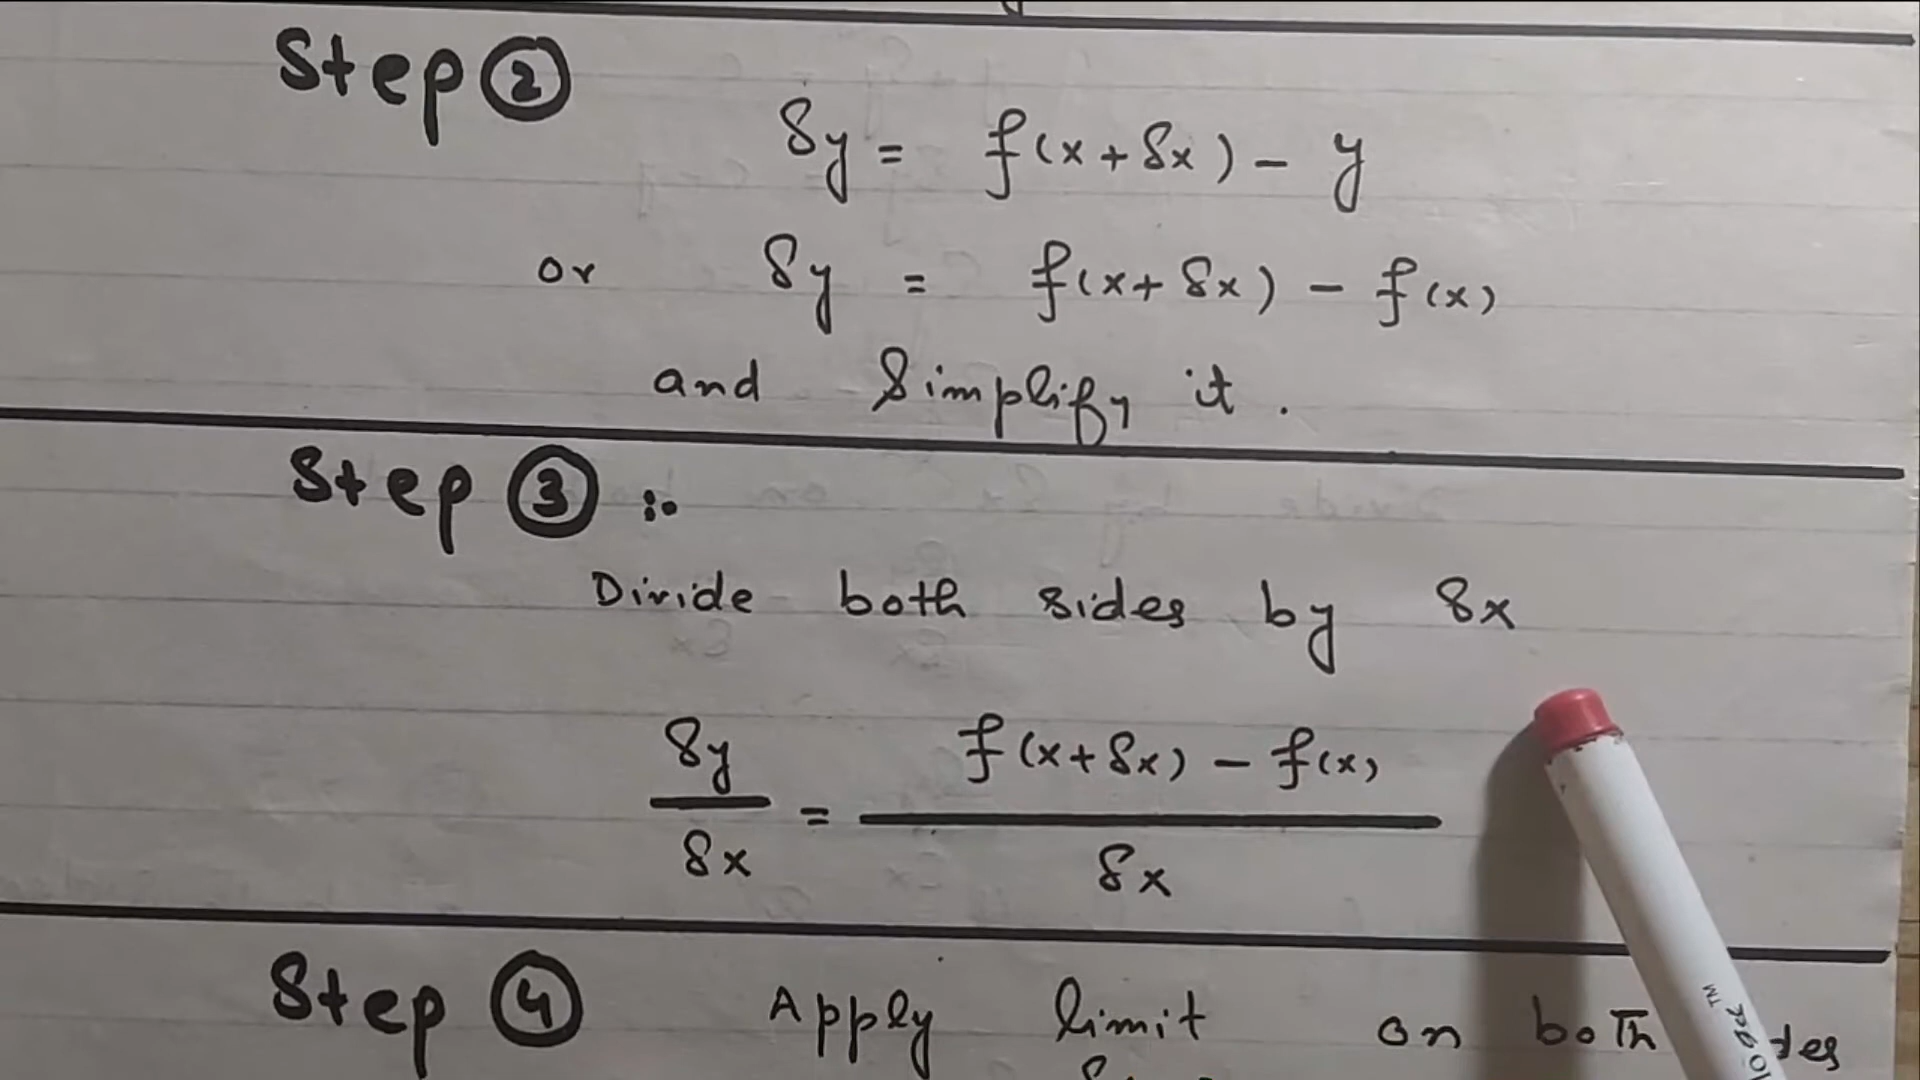 Step ②
δy = f(x+δx) - y
or δy = f(x+δx) - f(x)
and Simplify it.
Step ③ :-
Divide both sides by δx
δy/δx = f(x+δx) - f(x)/δx
Step ④ Apply limit on both